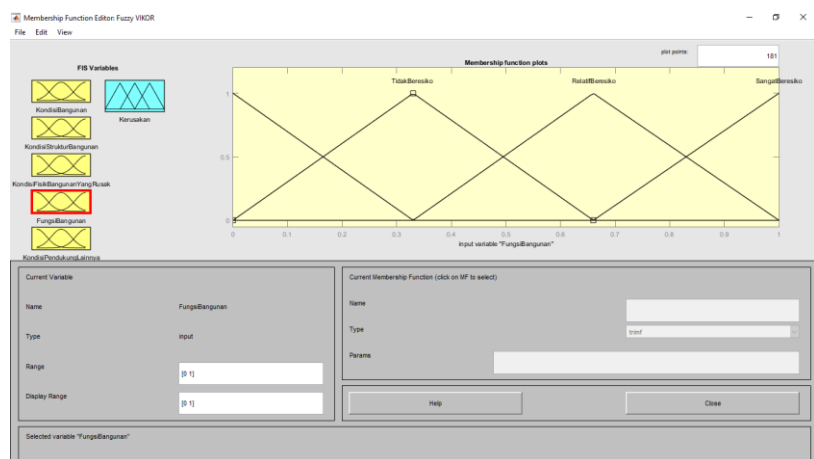 Membership Function Editor: Fuzzy VIKOR
File Edit View
FIS Variables
KondisiBangunan
KondisiStrukturBangunan
KondisiFisikBangunanYangRusak
FungsiBangunan
KondisiPendukungLainnya
Kerusakan
Membership function plots
plot points:
181
TidakBeresiko
RelatifBeresiko
SangatBeresiko
1
0.5
0
0 0.1 0.2 0.3 0.4 0.5 0.6 0.7 0.8 0.9 1
input variable "FungsiBangunan"
Current Variable
Name FungsiBangunan
Type input
Range [0 1]
Display Range [0 1]
Current Membership Function (click on MF to select)
Name
Type trimf
Params
Help
Close
Selected variable "FungsiBangunan"